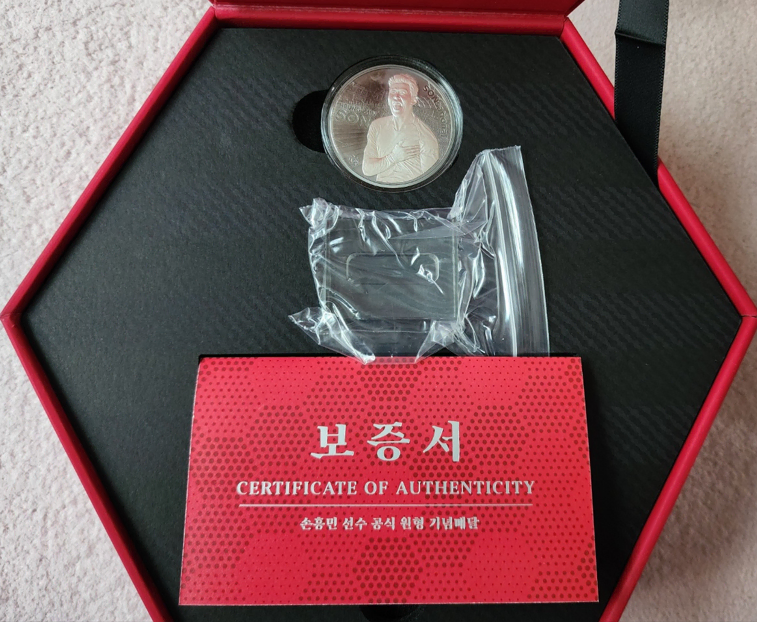 보증서
CERTIFICATE OF AUTHENTICITY
손흥민 선수 공식 원형 기념메달